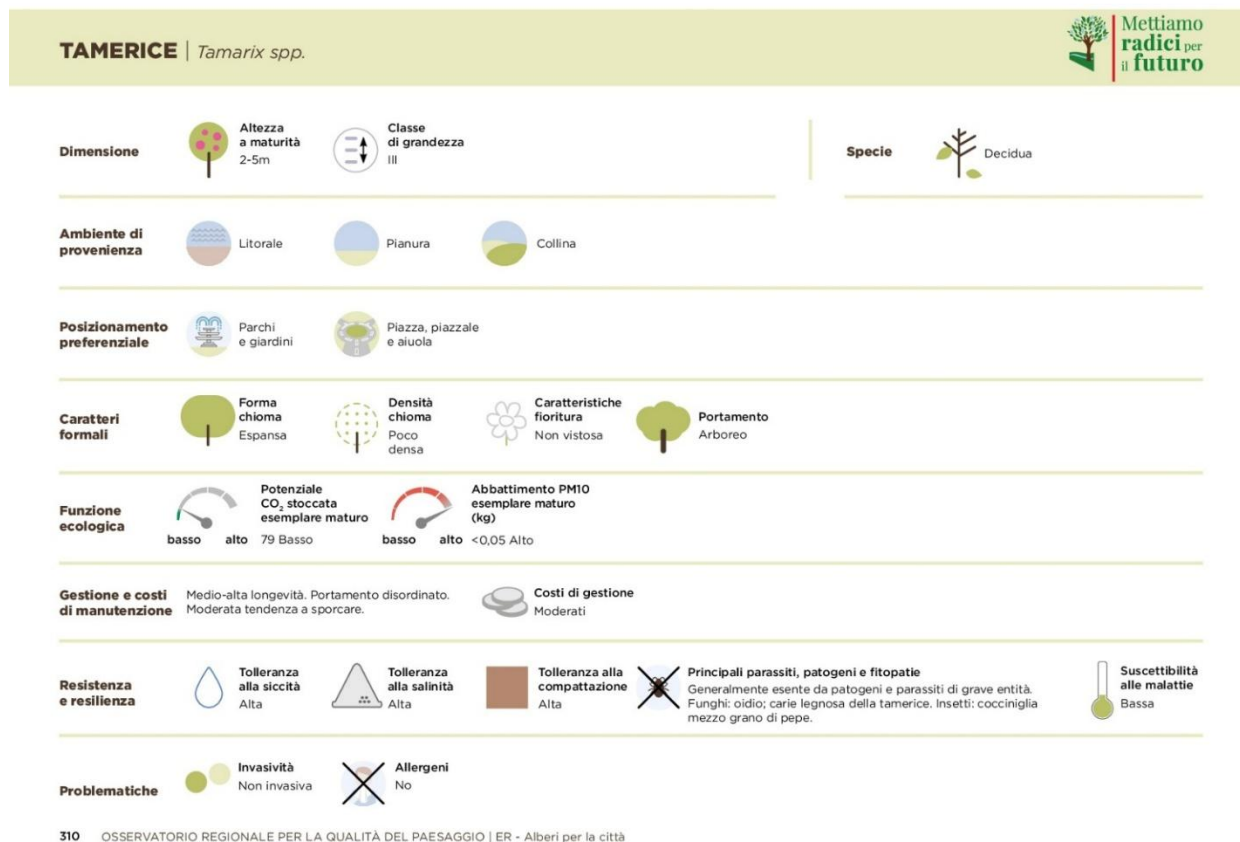 TAMERICE | Tamarix spp.
Mettiamo
radici per
il futuro
Dimensione
Altezza
a maturità
2-5m
Classe
di grandezza
III
Specie
Decidua
Ambiente di
provenienza
Litorale
Pianura
Collina
Posizionamento
preferenziale
Parchi
e giardini
Piazza, piazzale
e aiuola
Caratteri
formali
Forma
chioma
Espansa
Densità
chioma
Poco
densa
Caratteristiche
fioritura
Non vistosa
Portamento
Arboreo
Funzione
ecologica
basso alto
Potenziale
CO₂ stoccata
esemplare maturo
79 Basso
basso alto
Abbattimento PM10
esemplare maturo
(kg)
<0,05 Alto
Gestione e costi
di manutenzione
Medio-alta longevità. Portamento disordinato.
Moderata tendenza a sporcare.
Costi di gestione
Moderati
Resistenza
e resilienza
Tolleranza
alla siccità
Alta
Tolleranza
alla salinità
Alta
Tolleranza alla
compattazione
Alta
Principali parassiti, patogeni e fitopatie
Generalmente esente da patogeni e parassiti di grave entità.
Funghi: oidio; carie legnosa della tamerice. Insetti: cocciniglia
mezzo grano di pepe.
Suscettibilità
alle malattie
Bassa
Problematiche
Invasività
Non invasiva
Allergeni
No
310 OSSERVATORIO REGIONALE PER LA QUALITÀ DEL PAESAGGIO | ER - Alberi per la città